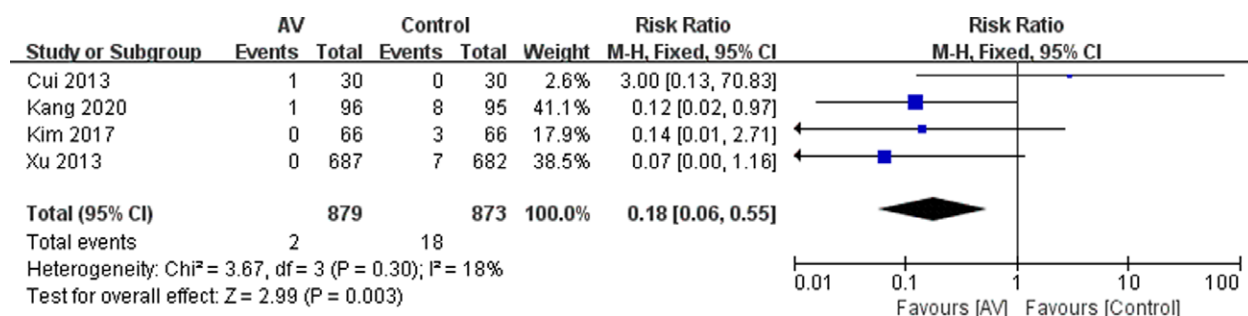 AV Control Risk Ratio Risk Ratio
Study or Subgroup Events Total Events Total Weight M-H, Fixed, 95% CI M-H, Fixed, 95% CI
Cui 2013 1 30 0 30 2.6% 3.00 [0.13, 70.83]
Kang 2020 1 96 8 95 41.1% 0.12 [0.02, 0.97]
Kim 2017 0 66 3 66 17.9% 0.14 [0.01, 2.71]
Xu 2013 0 687 7 682 38.5% 0.07 [0.00, 1.16]
Total (95% CI) 879 873 100.0% 0.18 [0.06, 0.55]
Total events 2 18
Heterogeneity: Chi² = 3.67, df = 3 (P = 0.30); I² = 18%
Test for overall effect: Z = 2.99 (P = 0.003)
0.01 0.1 1 10 100
Favours [AV] Favours [Control]